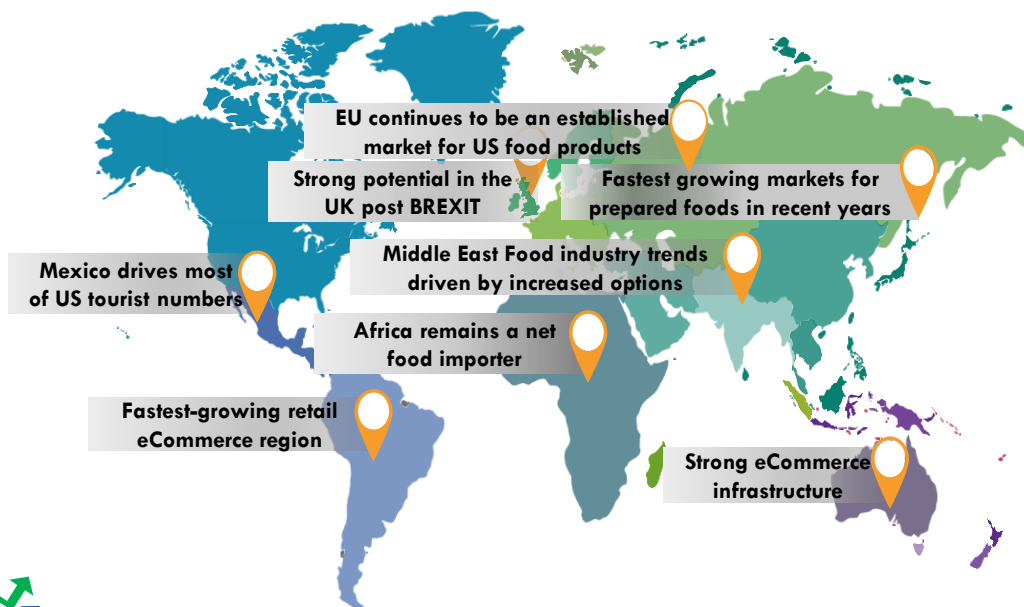 EU continues to be an established
market for US food products
Strong potential in the
UK post BREXIT
Fastest growing markets for
prepared foods in recent years
Middle East Food industry trends
driven by increased options
Mexico drives most
of US tourist numbers
Africa remains a net
food importer
Fastest-growing retail
eCommerce region
Strong eCommerce
infrastructure